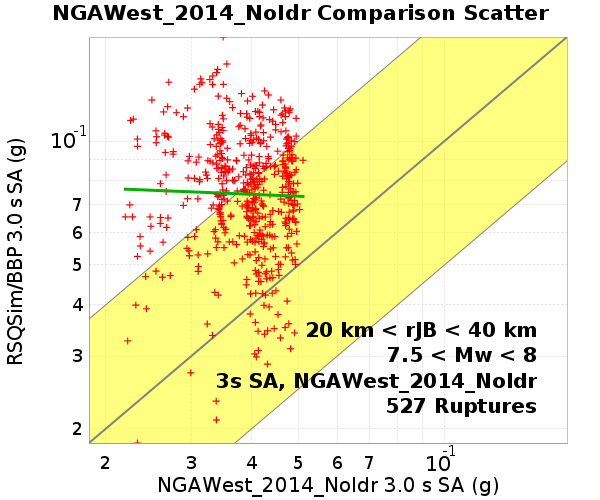 NGAWest_2014_NoIdr Comparison Scatter
RSQSim/BBP 3.0 s SA (g)
10⁻¹
7
6
5
4
3
2
20 km < rJB < 40 km
7.5 < Mw < 8
3s SA, NGAWest_2014_NoIdr
527 Ruptures
2 3 4 5 6 7 10⁻¹
NGAWest_2014_NoIdr 3.0 s SA (g)